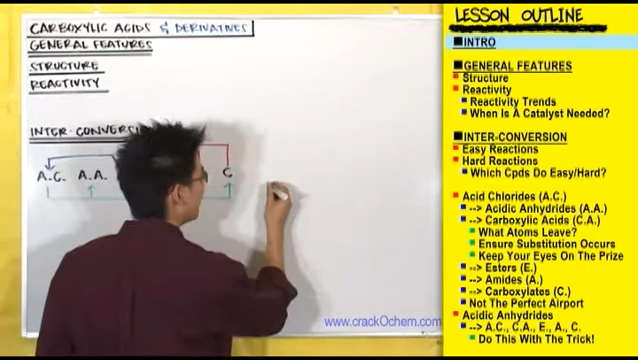 CARBOXYLIC ACIDS & DERIVATIVES
GENERAL FEATURES
STRUCTURE
REACTIVITY
INTER-CONVERSI
A.C. A.A. C
www.crackOchem.com
LESSON OUTLINE
INTRO
GENERAL FEATURES
Structure
Reactivity
Reactivity Trends
When Is A Catalyst Needed?
INTER-CONVERSION
Easy Reactions
Hard Reactions
Which Cpds Do Easy/Hard?
Acid Chlorides (A.C.)
--> Acidic Anhydrides (A.A.)
--> Carboxylic Acids (C.A.)
What Atoms Leave?
Ensure Substitution Occurs
Keep Your Eyes On The Prize
--> Esters (E.)
--> Amides (A.)
--> Carboxylates (C.)
Not The Perfect Airport
Acidic Anhydrides
--> A.C., C.A., E., A., C.
Do This With The Trick!